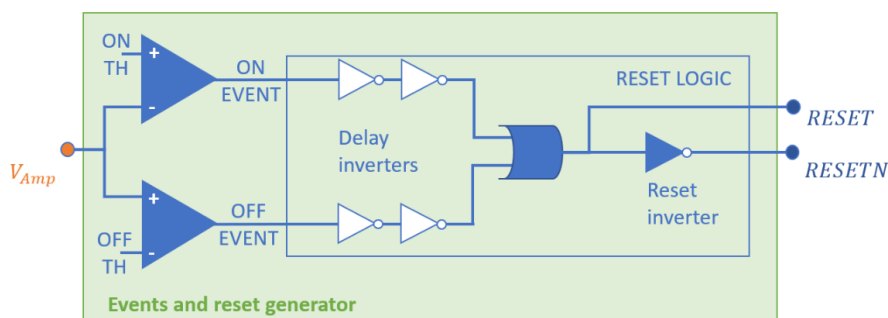 ON
TH
+
-
ON
EVENT
RESET LOGIC
RESET
Delay
inverters
V_Amp
RESETN
+
-
OFF
TH
OFF
EVENT
Reset
inverter
Events and reset generator